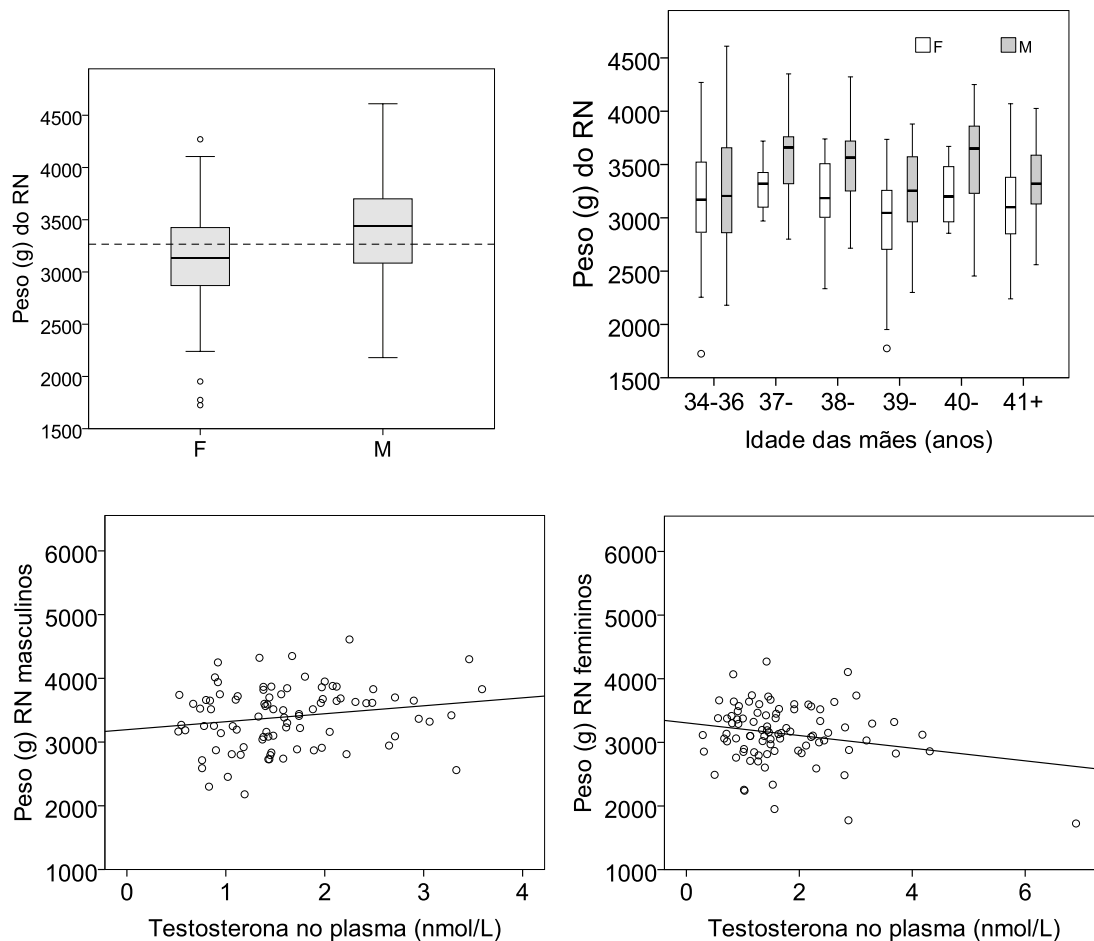 Peso (g) do RN
4500
4000
3500
3000
2500
2000
1500
F M
Peso (g) do RN
F M
4500
4000
3500
3000
2500
2000
1500
34-36 37- 38- 39- 40- 41+
Idade das mães (anos)
Peso (g) RN masculinos
6000
5000
4000
3000
2000
1000
0 1 2 3 4
Testosterona no plasma (nmol/L)
Peso (g) RN femininos
6000
5000
4000
3000
2000
1000
0 2 4 6
Testosterona no plasma (nmol/L)